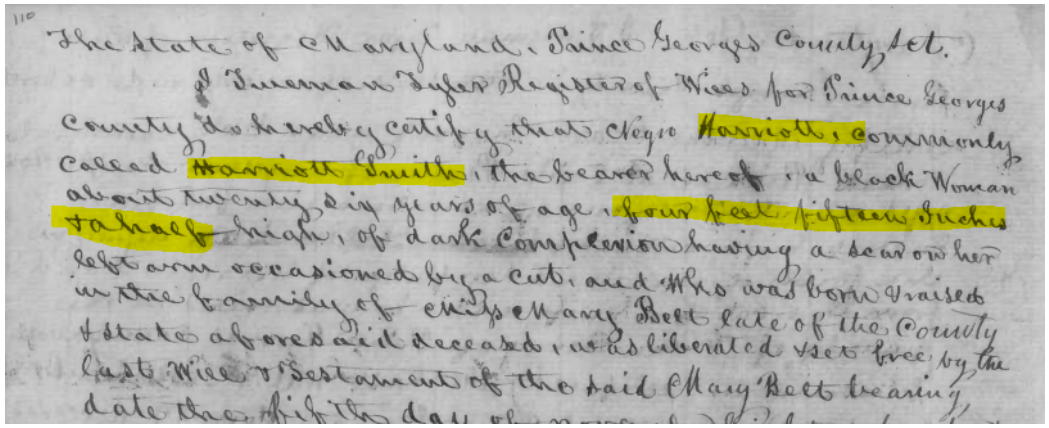 110
The State of Maryland, Prince Georges County Sct.
I Trueman Tyler Register of Wills for Prince Georges
County do hereby certify that Negro Harriott, commonly
called Harriott Smith, the bearer hereof, a black Woman
about twenty six years of age, four feet fifteen Inches
& a half high, of dark Complexion having a scar on her
left arm occasioned by a cut, and who was born & raised
in the family of Miss Mary Belt late of the County
& State aforesaid deceased, was liberated & set free by the
last Will & Testament of the said Mary Belt bearing
date the fifth day of